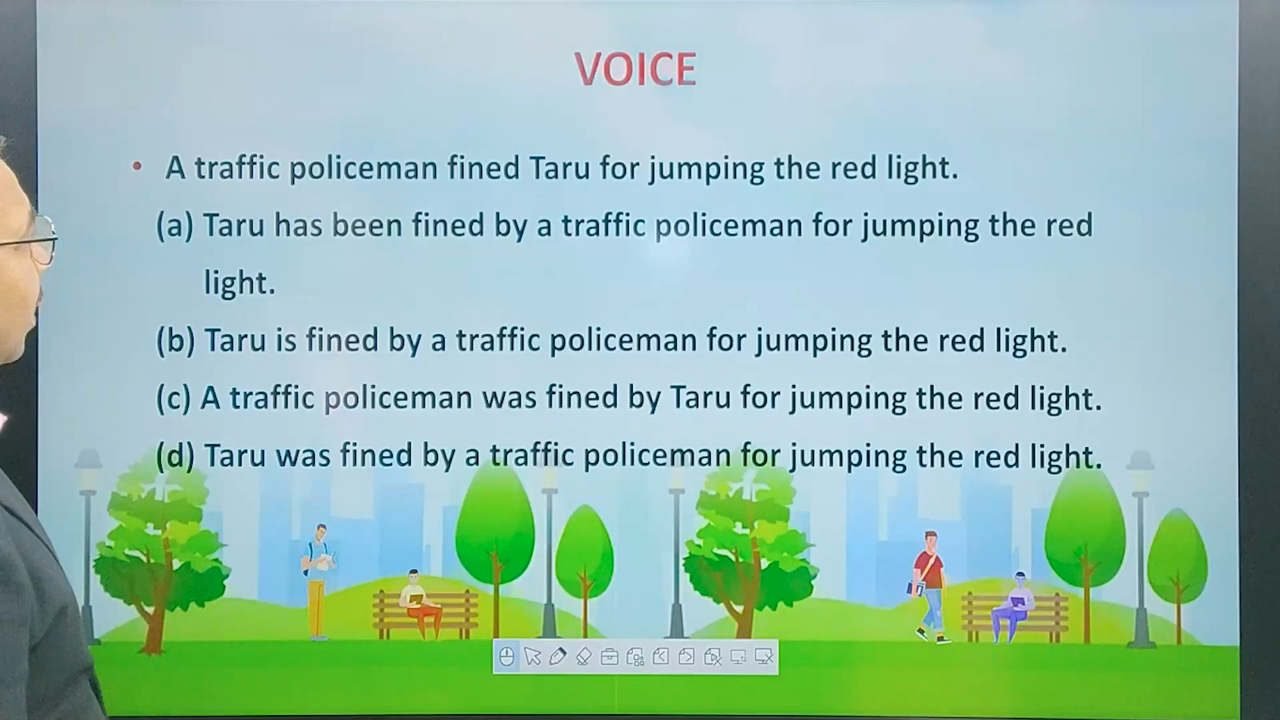 VOICE
• A traffic policeman fined Taru for jumping the red light.
(a) Taru has been fined by a traffic policeman for jumping the red
light.
(b) Taru is fined by a traffic policeman for jumping the red light.
(c) A traffic policeman was fined by Taru for jumping the red light.
(d) Taru was fined by a traffic policeman for jumping the red light.